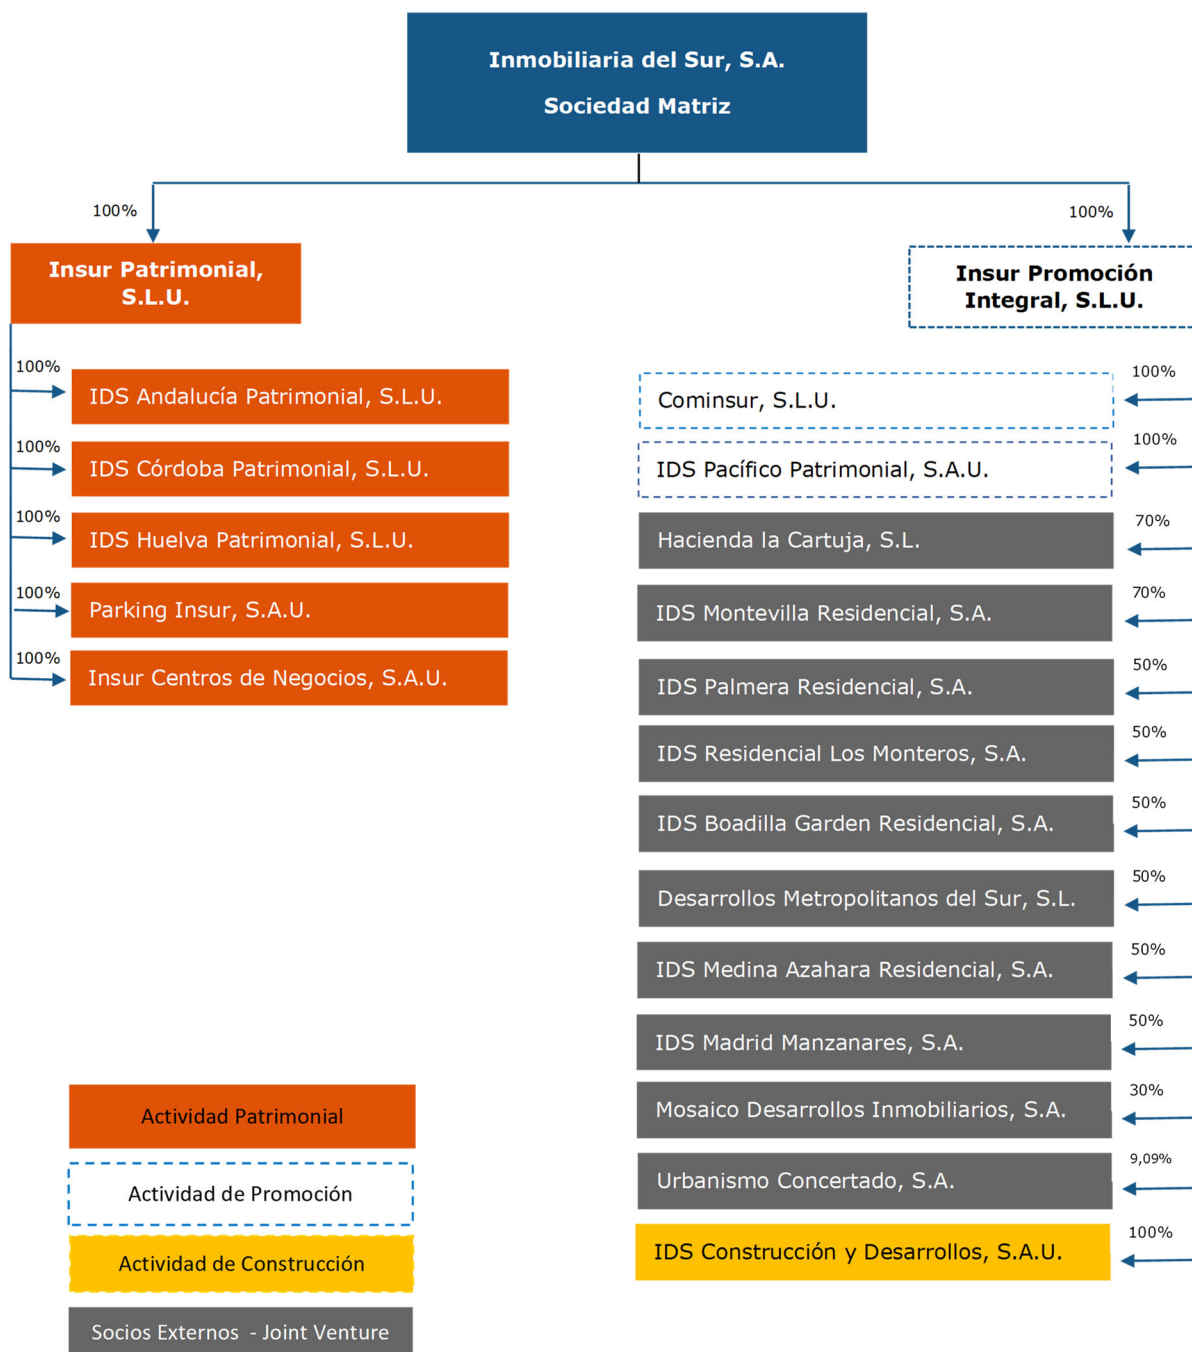 Inmobiliaria del Sur, S.A.
Sociedad Matriz
100%
100%
Insur Patrimonial,
S.L.U.
Insur Promoción
Integral, S.L.U.
100%
IDS Andalucía Patrimonial, S.L.U.
100%
IDS Córdoba Patrimonial, S.L.U.
100%
IDS Huelva Patrimonial, S.L.U.
100%
Parking Insur, S.A.U.
100%
Insur Centros de Negocios, S.A.U.
Cominsur, S.L.U.
100%
IDS Pacífico Patrimonial, S.A.U.
100%
Hacienda la Cartuja, S.L.
70%
IDS Montevilla Residencial, S.A.
70%
IDS Palmera Residencial, S.A.
50%
IDS Residencial Los Monteros, S.A.
50%
IDS Boadilla Garden Residencial, S.A.
50%
Desarrollos Metropolitanos del Sur, S.L.
50%
IDS Medina Azahara Residencial, S.A.
50%
IDS Madrid Manzanares, S.A.
50%
Mosaico Desarrollos Inmobiliarios, S.A.
30%
Urbanismo Concertado, S.A.
9,09%
IDS Construcción y Desarrollos, S.A.U.
100%
Actividad Patrimonial
Actividad de Promoción
Actividad de Construcción
Socios Externos - Joint Venture